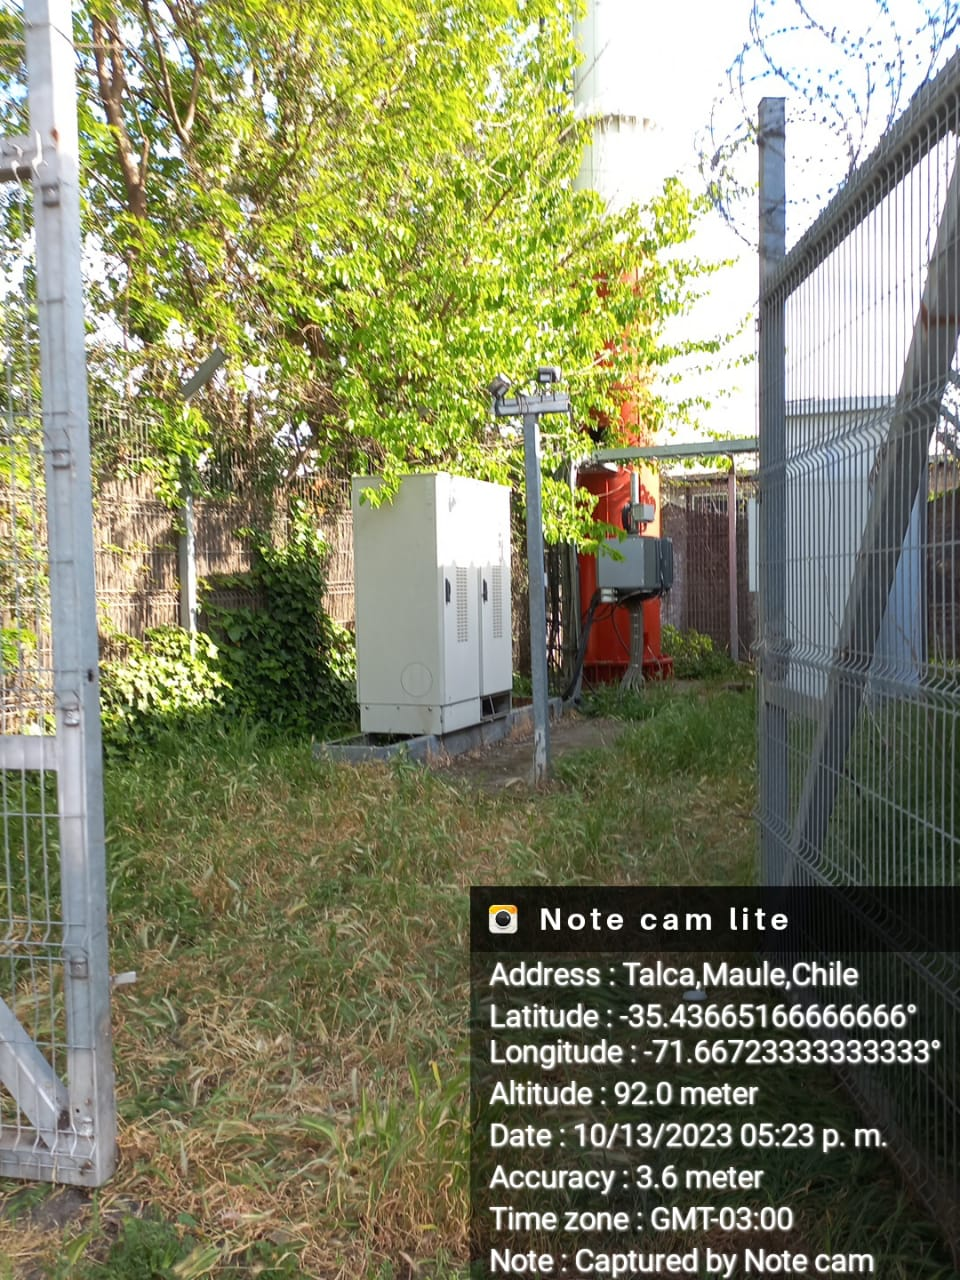 Note cam lite
Address : Talca,Maule,Chile
Latitude : -35.43665166666666°
Longitude : -71.66723333333333°
Altitude : 92.0 meter
Date : 10/13/2023 05:23 p. m.
Accuracy : 3.6 meter
Time zone : GMT-03:00
Note : Captured by Note cam